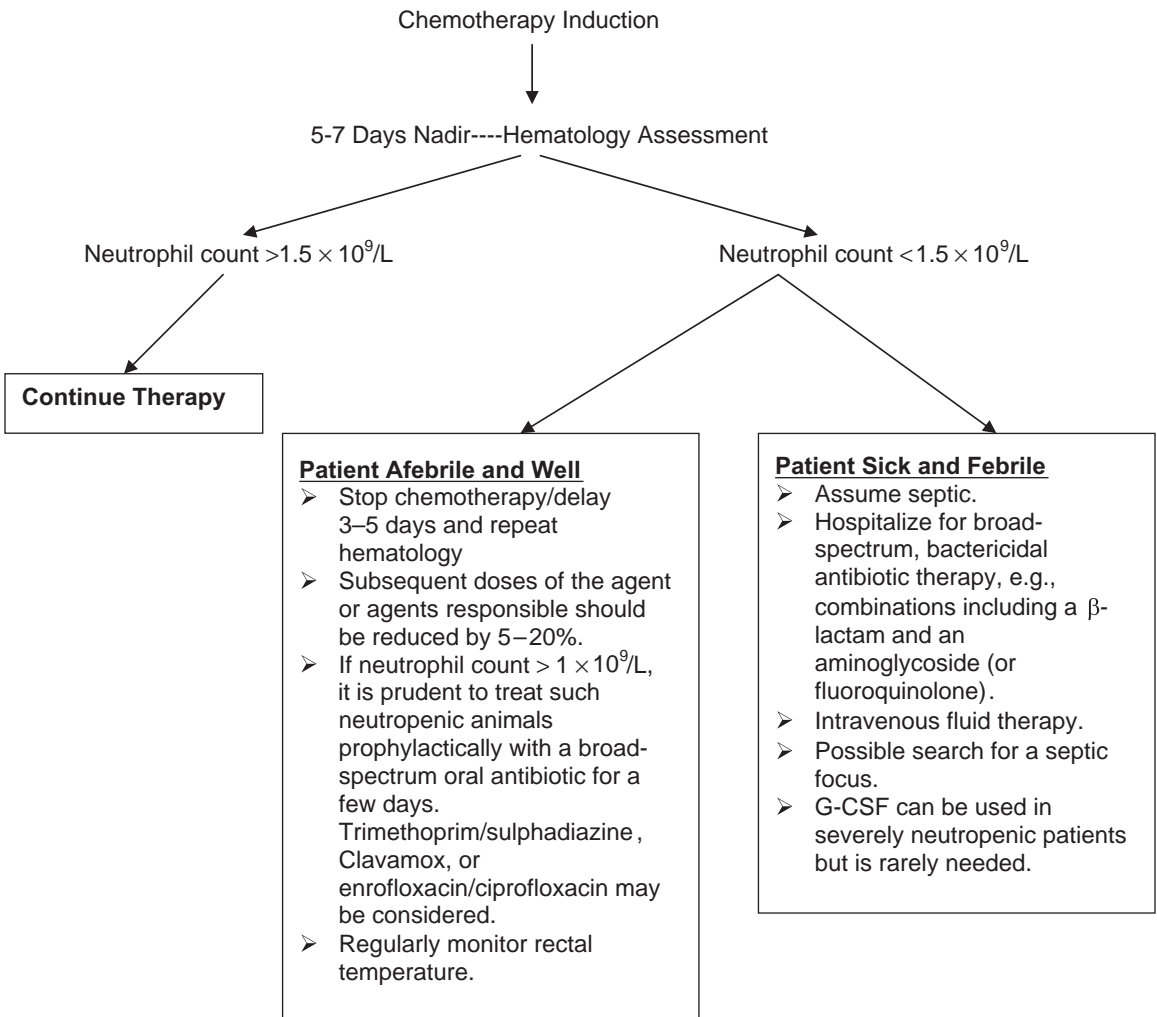 Chemotherapy Induction
5-7 Days Nadir----Hematology Assessment
Neutrophil count >1.5 × 10⁹/L
Neutrophil count <1.5 × 10⁹/L
Continue Therapy
Patient Afebrile and Well
➢ Stop chemotherapy/delay
3–5 days and repeat
hematology
➢ Subsequent doses of the agent
or agents responsible should
be reduced by 5–20%.
➢ If neutrophil count > 1 × 10⁹/L,
it is prudent to treat such
neutropenic animals
prophylactically with a broad-
spectrum oral antibiotic for a
few days.
Trimethoprim/sulphadiazine,
Clavamox, or
enrofloxacin/ciprofloxacin may
be considered.
➢ Regularly monitor rectal
temperature.
Patient Sick and Febrile
➢ Assume septic.
➢ Hospitalize for broad-
spectrum, bactericidal
antibiotic therapy, e.g.,
combinations including a β-
lactam and an
aminoglycoside (or
fluoroquinolone).
➢ Intravenous fluid therapy.
➢ Possible search for a septic
focus.
➢ G-CSF can be used in
severely neutropenic patients
but is rarely needed.